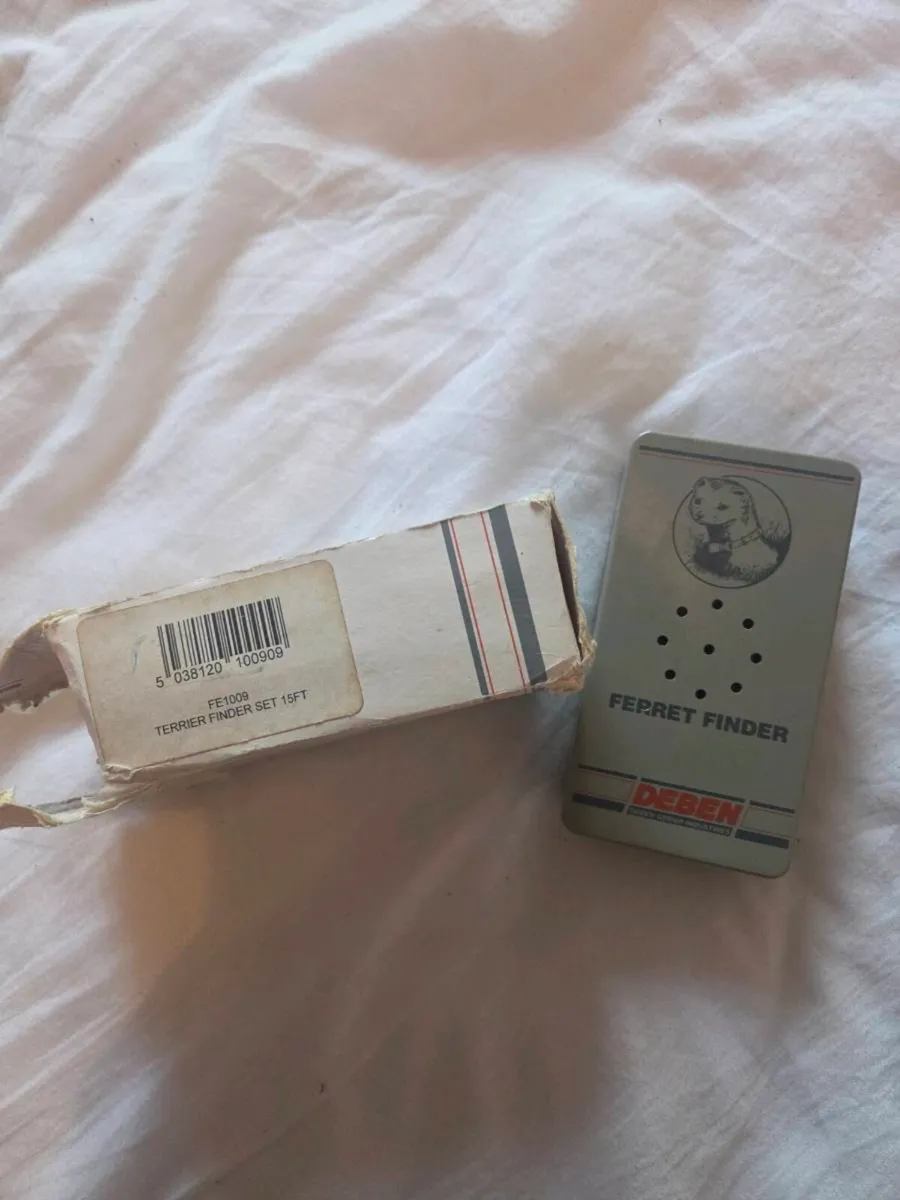 5 038120 100909
FE1009
TERRIER FINDER SET 15FT
FERRET FINDER
DEBEN